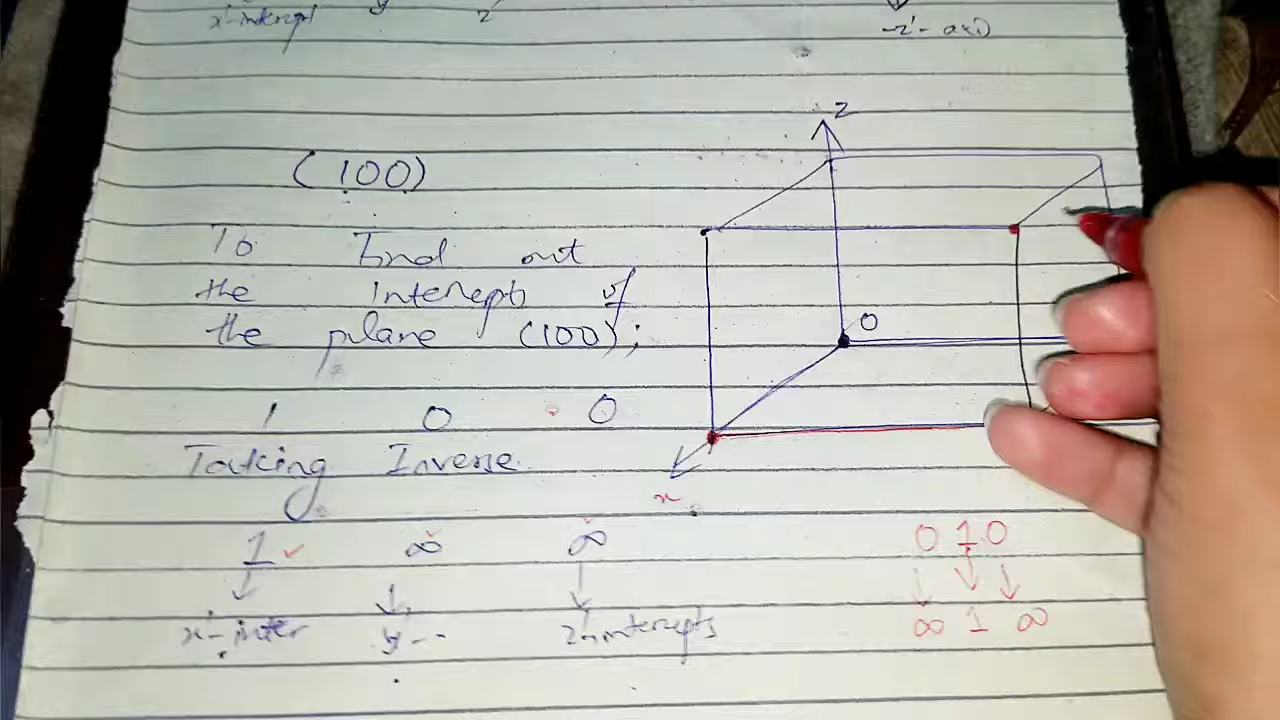 x'-intercept y z
-z'-axis
(100)
To Find out
the Intercepts of
the plane (100);
1 0 0
Taking Inverse
1 ∞ ∞
x'-inter y-- z'-intercepts
z
O
x
0 1 0
∞ 1 ∞